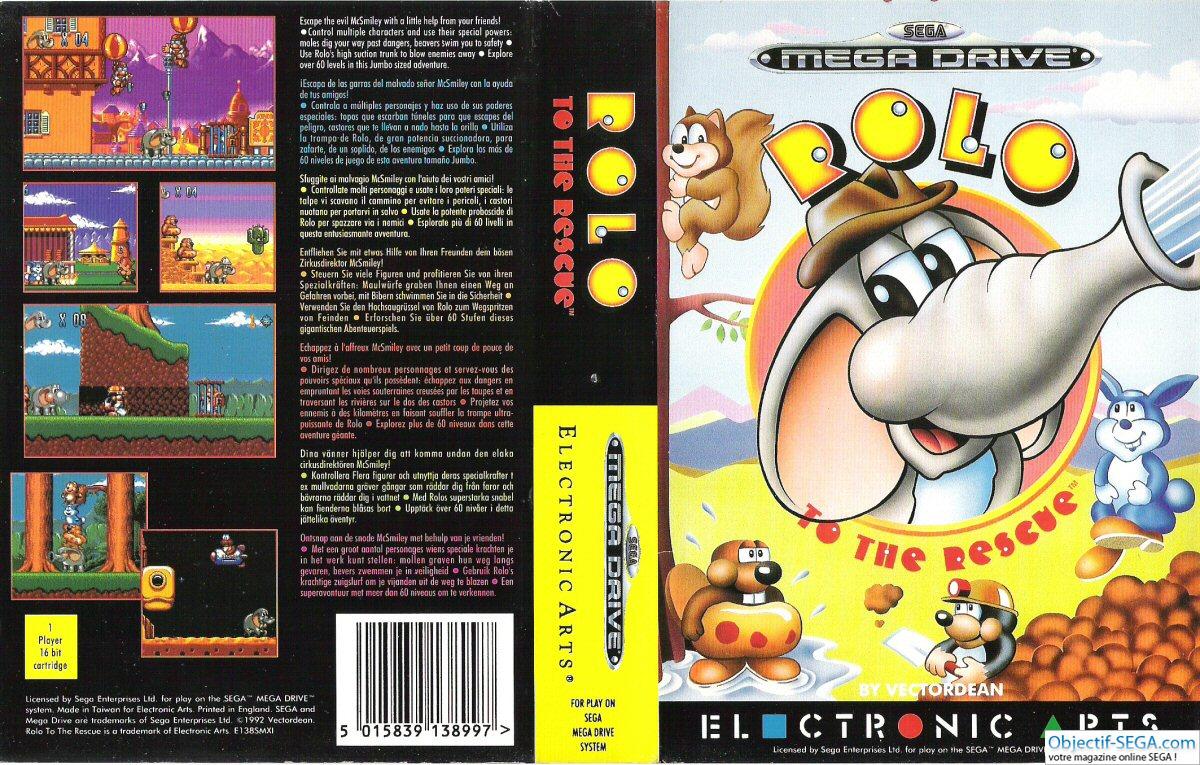 X 04
X 04
X 08
Escape the evil McSmiley with a little help from your friends!
● Control multiple characters and use their special powers:
moles dig your way past dangers, beavers swim you to safety ●
Use Rolo's high suction trunk to blow enemies away ● Explore
over 60 levels in this Jumbo sized adventure.
¡Escapa de las garras del malvado señor McSmiley con la ayuda
de tus amigos!
● Controla a múltiples personajes y haz uso de sus poderes
especiales: topos que escarban túneles para que escapes del
peligro, castores que te llevan a nado hasta la orilla ● Utiliza
la trompa de Rolo, de gran potencia succionadora, para
zafarte, de un soplido, de los enemigos ● Explora los más de
60 niveles de juego de esta aventura tamaño Jumbo.
Sfuggite al malvagio McSmiley con l'aiuto dei vostri amici!
● Controllate molti personaggi e usate i loro poteri speciali: le
talpe vi scavano il cammino per evitare i pericoli, i castori
nuotano per portarvi in salvo ● Usate la potente proboscide di
Rolo per spazzare via i nemici ● Esplorate più di 60 livelli in
questa entusiasmante avventura.
Entfliehen Sie mit etwas Hilfe von Ihren Freunden dem bösen
Zirkusdirektor McSmiley!
● Steuern Sie viele Figuren und profitieren Sie von ihren
Spezialkräften: Maulwürfe graben Ihnen einen Weg an
Gefahren vorbei, mit Bibern schwimmen Sie in die Sicherheit ●
Verwenden Sie den Hochsaugrüssel von Rolo zum Wegspritzen
von Feinden ● Erforschen Sie über 60 Stufen dieses
gigantischen Abenteuerspiels.
Echappez à l'affreux McSmiley avec un petit coup de pouce de
vos amis!
● Dirigez de nombreux personnages et servez-vous des
pouvoirs spéciaux qu'ils possèdent: échappez aux dangers en
empruntant les voies souterraines creusées par les taupes et en
traversant les rivières sur le dos des castors ● Projetez vos
ennemis à des kilomètres en faisant souffler la trompe ultra-
puissante de Rolo ● Explorez plus de 60 niveaux dans cette
aventure géante.
Dina vänner hjälper dig att komma undan den elaka
cirkusdirektören McSmiley!
● Kontrollera Flera figurer och utnyttja deras specialkrafter t
ex mullvadarna gräver gångar som räddar dig från faror och
bävrarna räddar dig i vattnet ● Med Rolos superstarka snabel
kan fienderna blåsas bort ● Upptäck över 60 nivåer i detta
jättelika äventyr.
Ontsnap aan de snode McSmiley met behulp van je vrienden!
● Met een groot aantal personages wiens speciale krachten je
in het werk kunt stellen: mollen graven hun weg langs
gevaren, bevers zwemmen je in veiligheid ● Gebruik Rolo's
krachtige zuigslurf om je vijanden uit de weg te blazen ● Een
superavontuur met meer dan 60 niveaus om te verkennen.
1
Player
16 bit
cartridge
Licensed by Sega Enterprises Ltd. for play on the SEGA™ MEGA DRIVE™
system. Made in Taiwan for Electronic Arts. Printed in England. SEGA and
Mega Drive are trademarks of Sega Enterprises Ltd. ©1992 Vectordean.
Rolo To The Rescue is a trademark of Electronic Arts. E138SMXI
5 015839 138997 >
ROLO
TO THE RESCUE™
ELECTRONIC ARTS®
SEGA
MEGA DRIVE
FOR PLAY ON
SEGA
MEGA DRIVE
SYSTEM
SEGA
MEGA DRIVE
ROLO
TO THE RESCUE™
BY VECTORDEAN
ELECTRONIC ARTS
Licensed by Sega Enterprises Ltd. for play on the SEGA™ MEGA DRIV
Objectif-SEGA.com
votre magazine online SEGA !